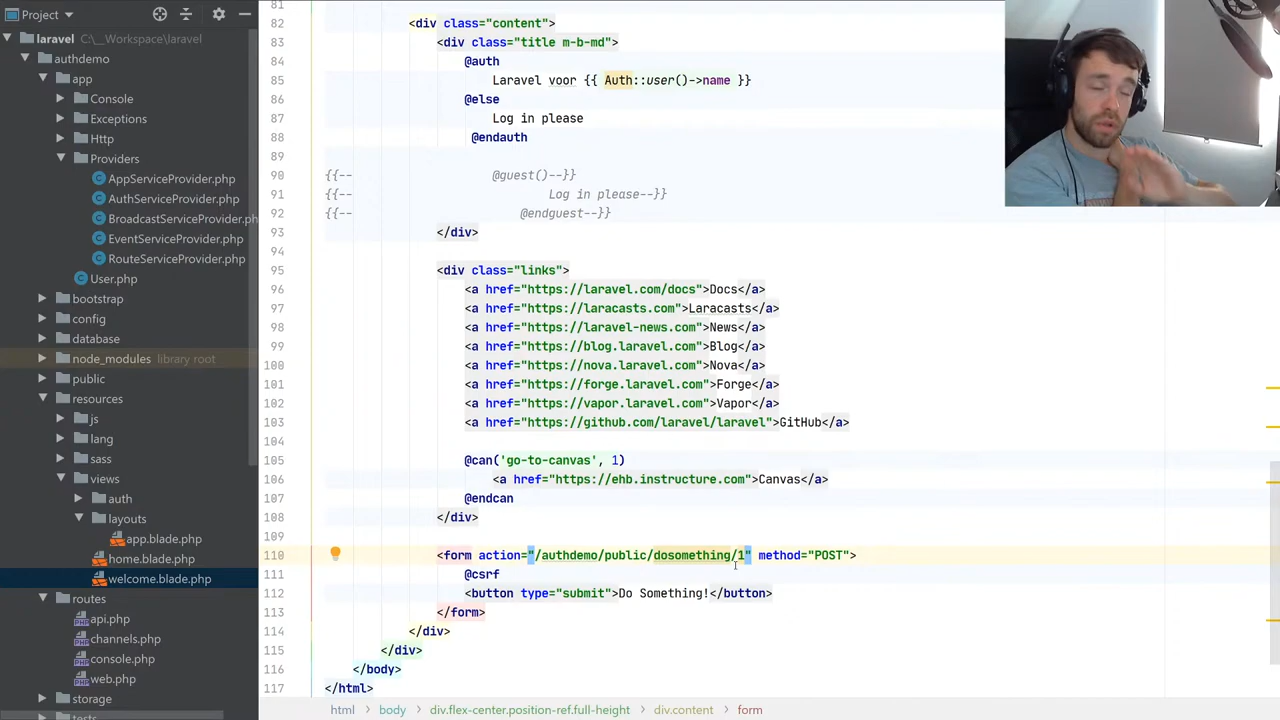 Project
laravel C:\__Workspace\laravel
authdemo
app
Console
Exceptions
Http
Providers
AppServiceProvider.php
AuthServiceProvider.php
BroadcastServiceProvider.php
EventServiceProvider.php
RouteServiceProvider.php
User.php
bootstrap
config
database
node_modules library root
public
resources
js
lang
sass
views
auth
layouts
app.blade.php
home.blade.php
welcome.blade.php
routes
api.php
channels.php
console.php
web.php
storage
tests
81
82 <div class="content">
83 <div class="title m-b-md">
84 @auth
85 Laravel voor {{ Auth::user()->name }}
86 @else
87 Log in please
88 @endauth
89
90 {{-- @guest()--}}
91 {{-- Log in please--}}
92 {{-- @endguest--}}
93 </div>
94
95 <div class="links">
96 <a href="https://laravel.com/docs">Docs</a>
97 <a href="https://laracasts.com">Laracasts</a>
98 <a href="https://laravel-news.com">News</a>
99 <a href="https://blog.laravel.com">Blog</a>
100 <a href="https://nova.laravel.com">Nova</a>
101 <a href="https://forge.laravel.com">Forge</a>
102 <a href="https://vapor.laravel.com">Vapor</a>
103 <a href="https://github.com/laravel/laravel">GitHub</a>
104
105 @can('go-to-canvas', 1)
106 <a href="https://ehb.instructure.com">Canvas</a>
107 @endcan
108 </div>
109
110 <form action="/authdemo/public/dosomething/1" method="POST">
111 @csrf
112 <button type="submit">Do Something!</button>
113 </form>
114 </div>
115 </div>
116 </body>
117 </html>
html body div.flex-center.position-ref.full-height div.content form